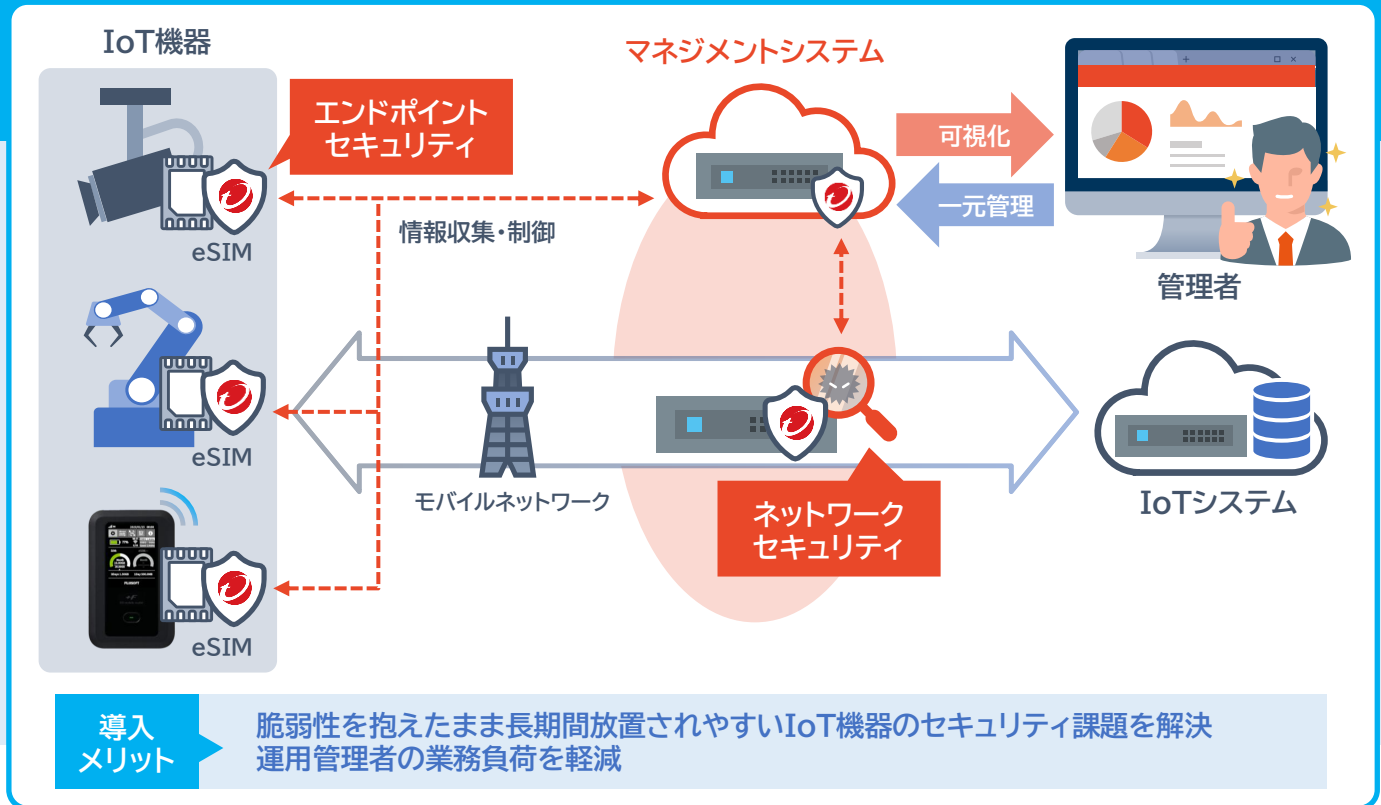 IoT機器
エンドポイント
セキュリティ
eSIM
情報収集・制御
マネジメントシステム
可視化
一元管理
管理者
eSIM
モバイルネットワーク
ネットワーク
セキュリティ
IoTシステム
eSIM
導入
メリット
脆弱性を抱えたまま長期間放置されやすいIoT機器のセキュリティ課題を解決
運用管理者の業務負荷を軽減